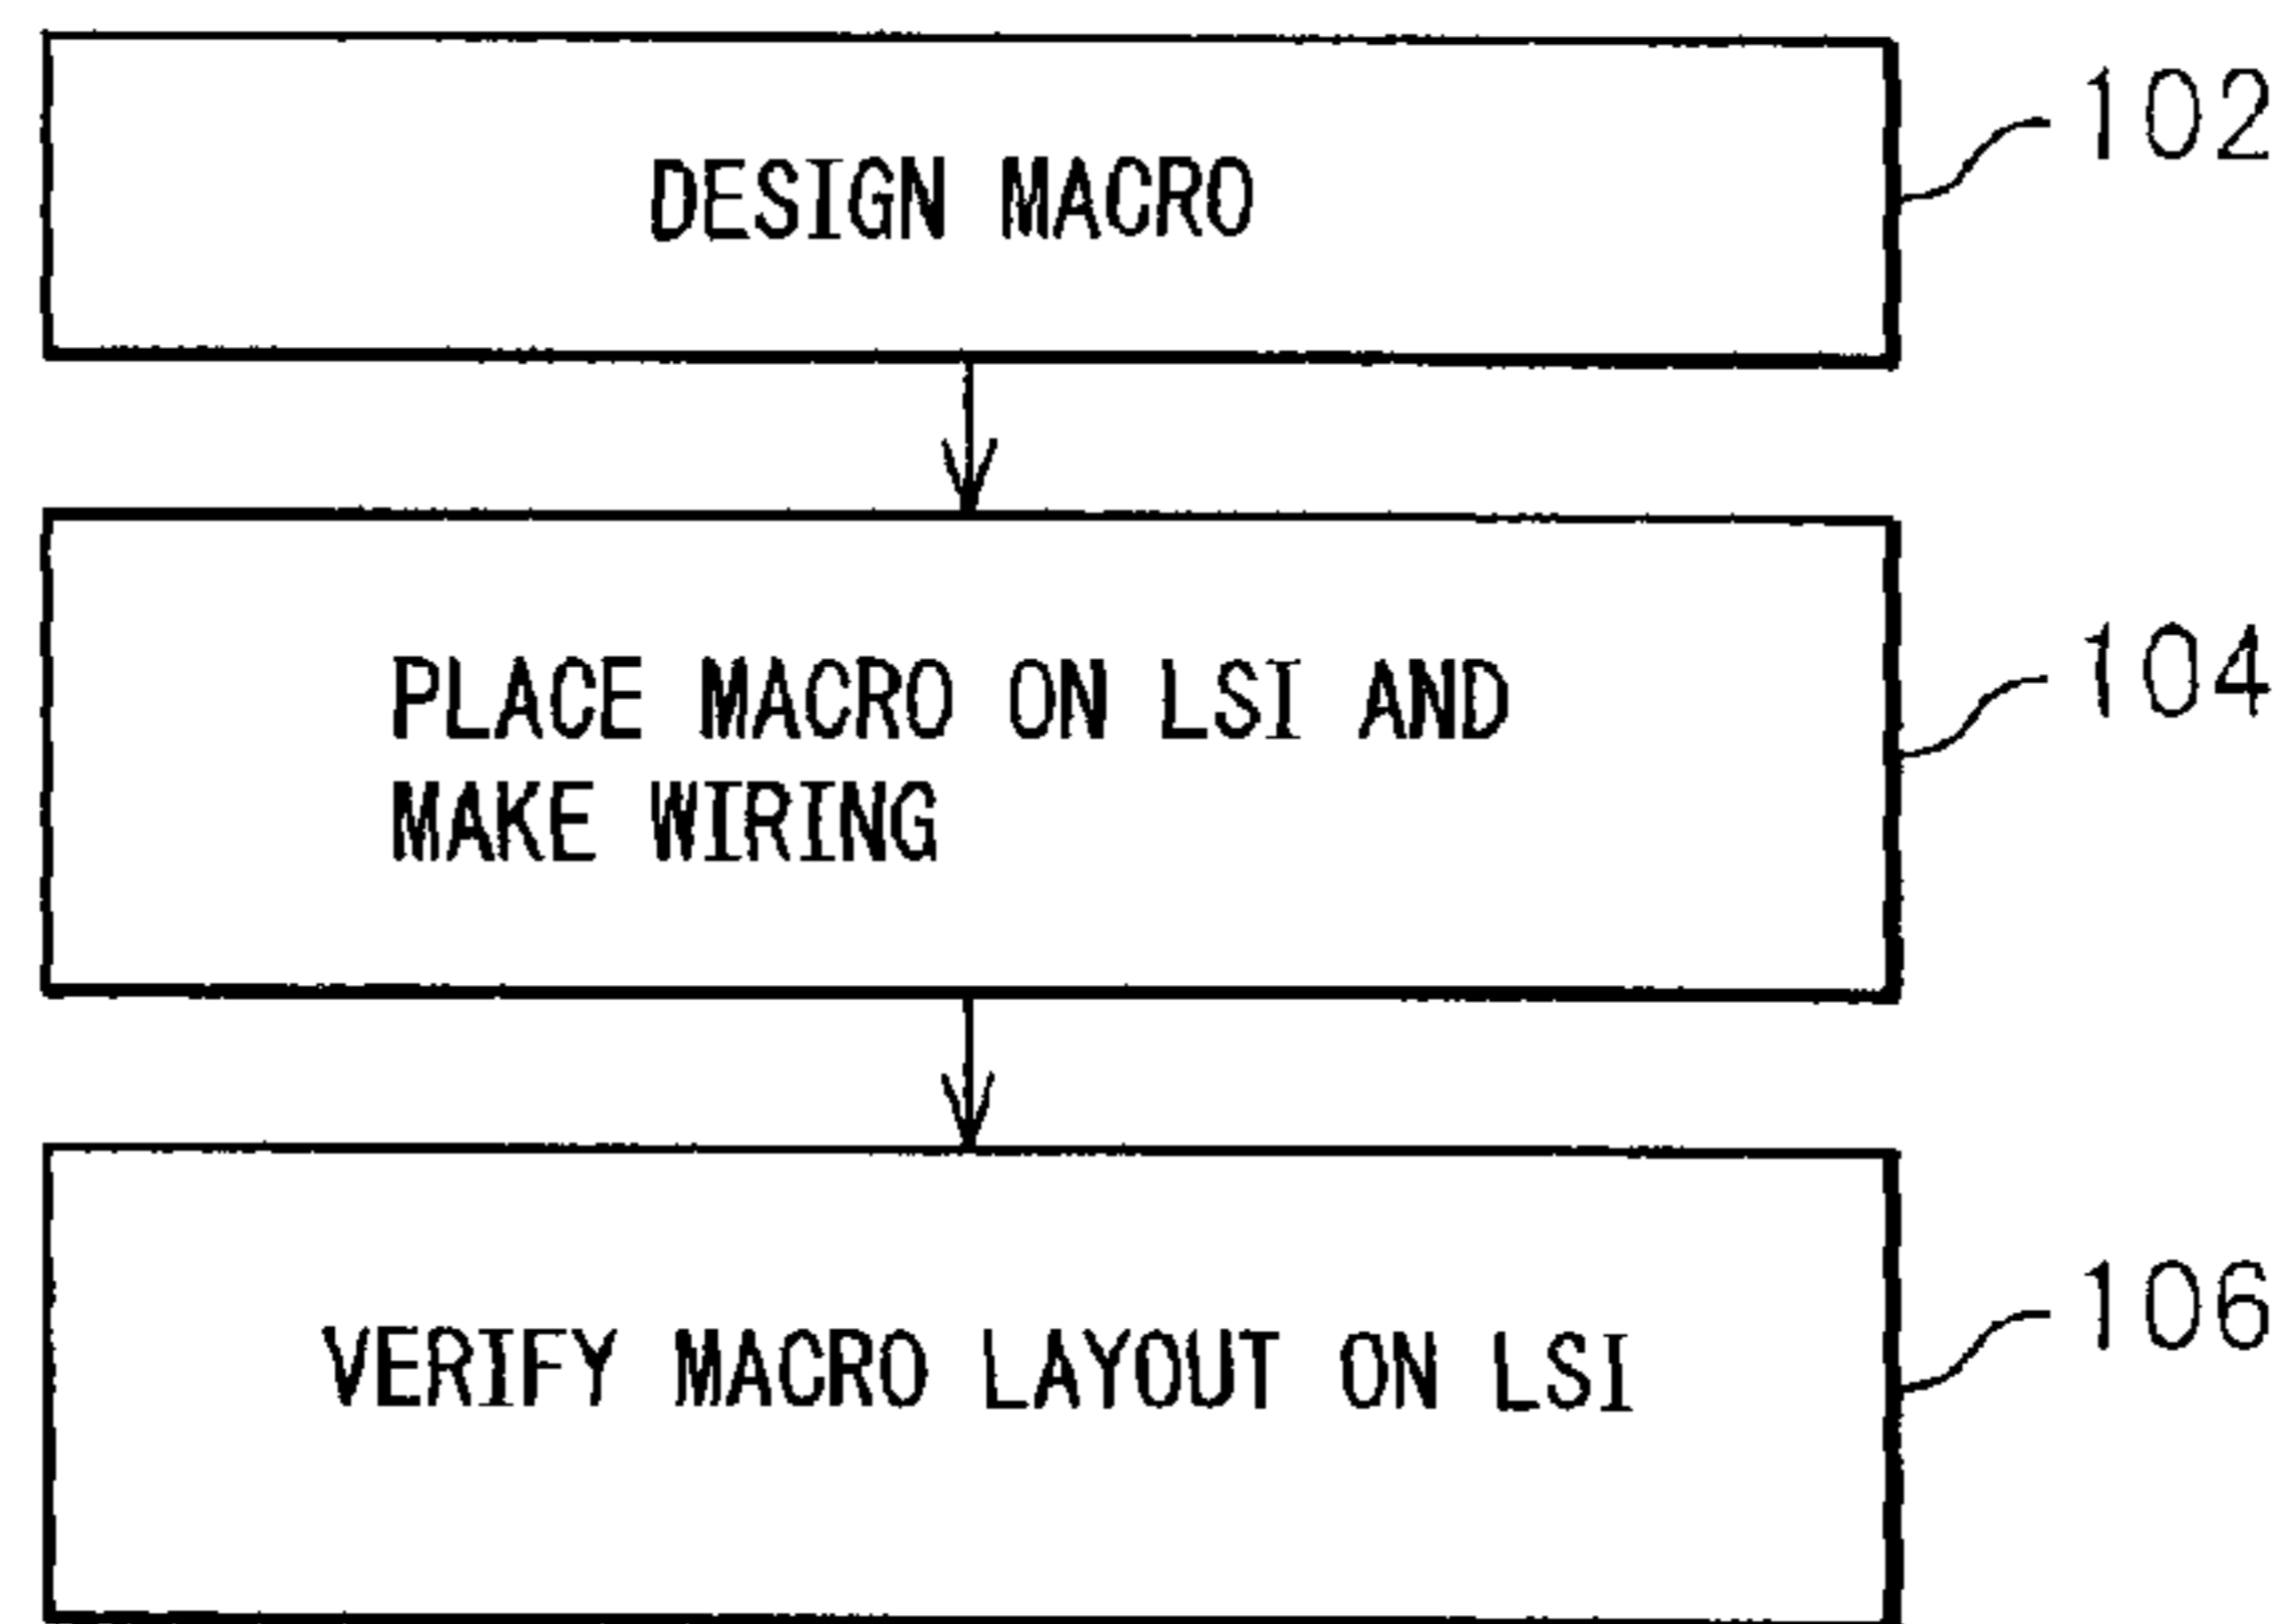 DESIGN MACRO
102
PLACE MACRO ON LSI AND
MAKE WIRING
104
VERIFY MACRO LAYOUT ON LSI
106